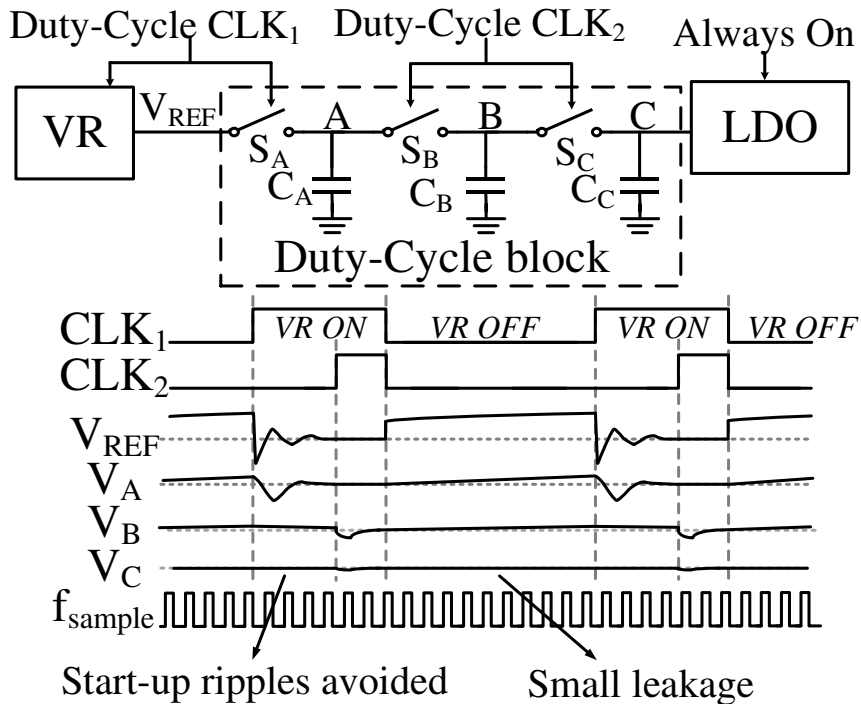 Duty-Cycle CLK1 Duty-Cycle CLK2 Always On
VR VREF SA A SB B SC C LDO
CA CB CC
Duty-Cycle block
CLK1 VR ON VR OFF VR ON VR OFF
CLK2
VREF
VA
VB
VC
fsample
Start-up ripples avoided Small leakage